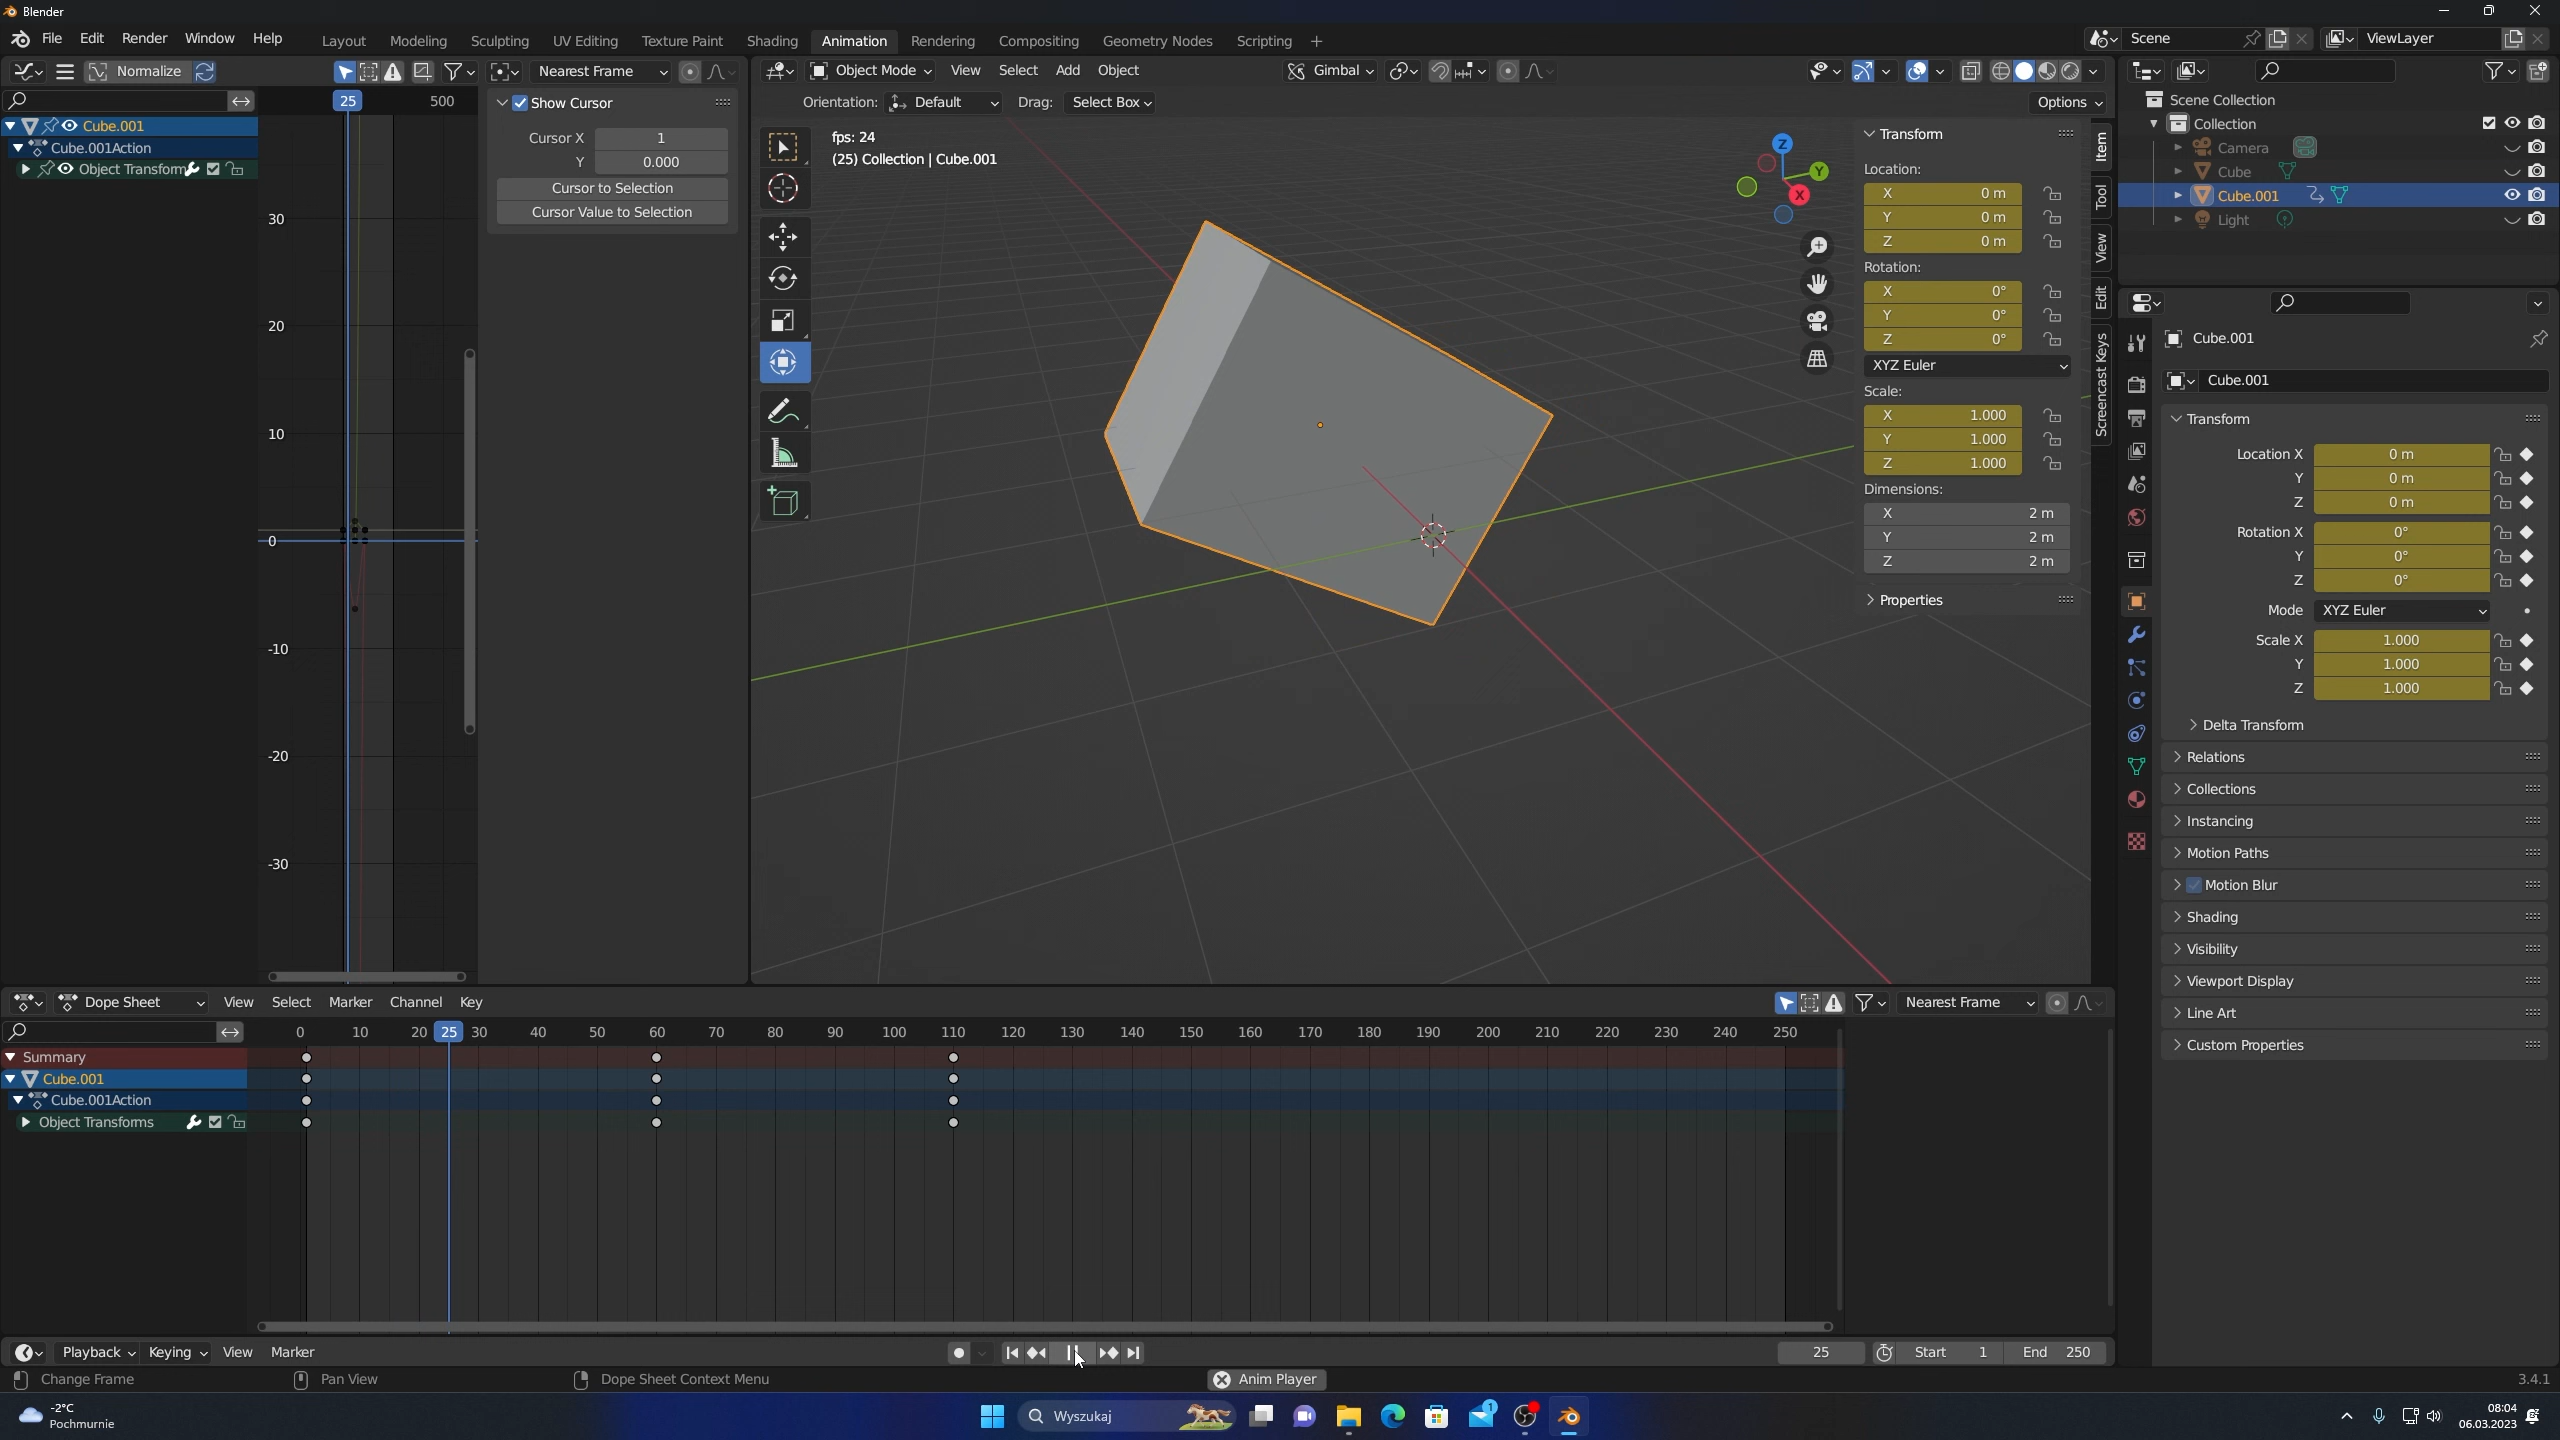 Blender
File Edit Render Window Help
Layout Modeling Sculpting UV Editing Texture Paint Shading Animation Rendering Compositing Geometry Nodes Scripting +
Scene
ViewLayer
Normalize
Nearest Frame
Object Mode View Select Add Object
Gimbal
Orientation: Default Drag: Select Box
Options
25 500
Cube.001
Cube.001Action
Object Transform
30
20
10
0
-10
-20
-30
Show Cursor
Cursor X 1
Y 0.000
Cursor to Selection
Cursor Value to Selection
fps: 24
(25) Collection | Cube.001
Z
Y
X
Transform
Location:
X 0 m
Y 0 m
Z 0 m
Rotation:
X 0°
Y 0°
Z 0°
XYZ Euler
Scale:
X 1.000
Y 1.000
Z 1.000
Dimensions:
X 2 m
Y 2 m
Z 2 m
Properties
Item
Tool
View
Edit
Screencast Keys
Scene Collection
Collection
Camera
Cube
Cube.001
Light
Cube.001
Cube.001
Transform
Location X 0 m
Y 0 m
Z 0 m
Rotation X 0°
Y 0°
Z 0°
Mode XYZ Euler
Scale X 1.000
Y 1.000
Z 1.000
Delta Transform
Relations
Collections
Instancing
Motion Paths
Motion Blur
Shading
Visibility
Viewport Display
Line Art
Custom Properties
Dope Sheet View Select Marker Channel Key
Nearest Frame
0 10 20 25 30 40 50 60 70 80 90 100 110 120 130 140 150 160 170 180 190 200 210 220 230 240 250
Summary
Cube.001
Cube.001Action
Object Transforms
Playback Keying View Marker
25 Start 1 End 250
Change Frame Pan View Dope Sheet Context Menu Anim Player 3.4.1
-2°C
Pochmurnie
Wyszukaj
1
08:04
06.03.2023